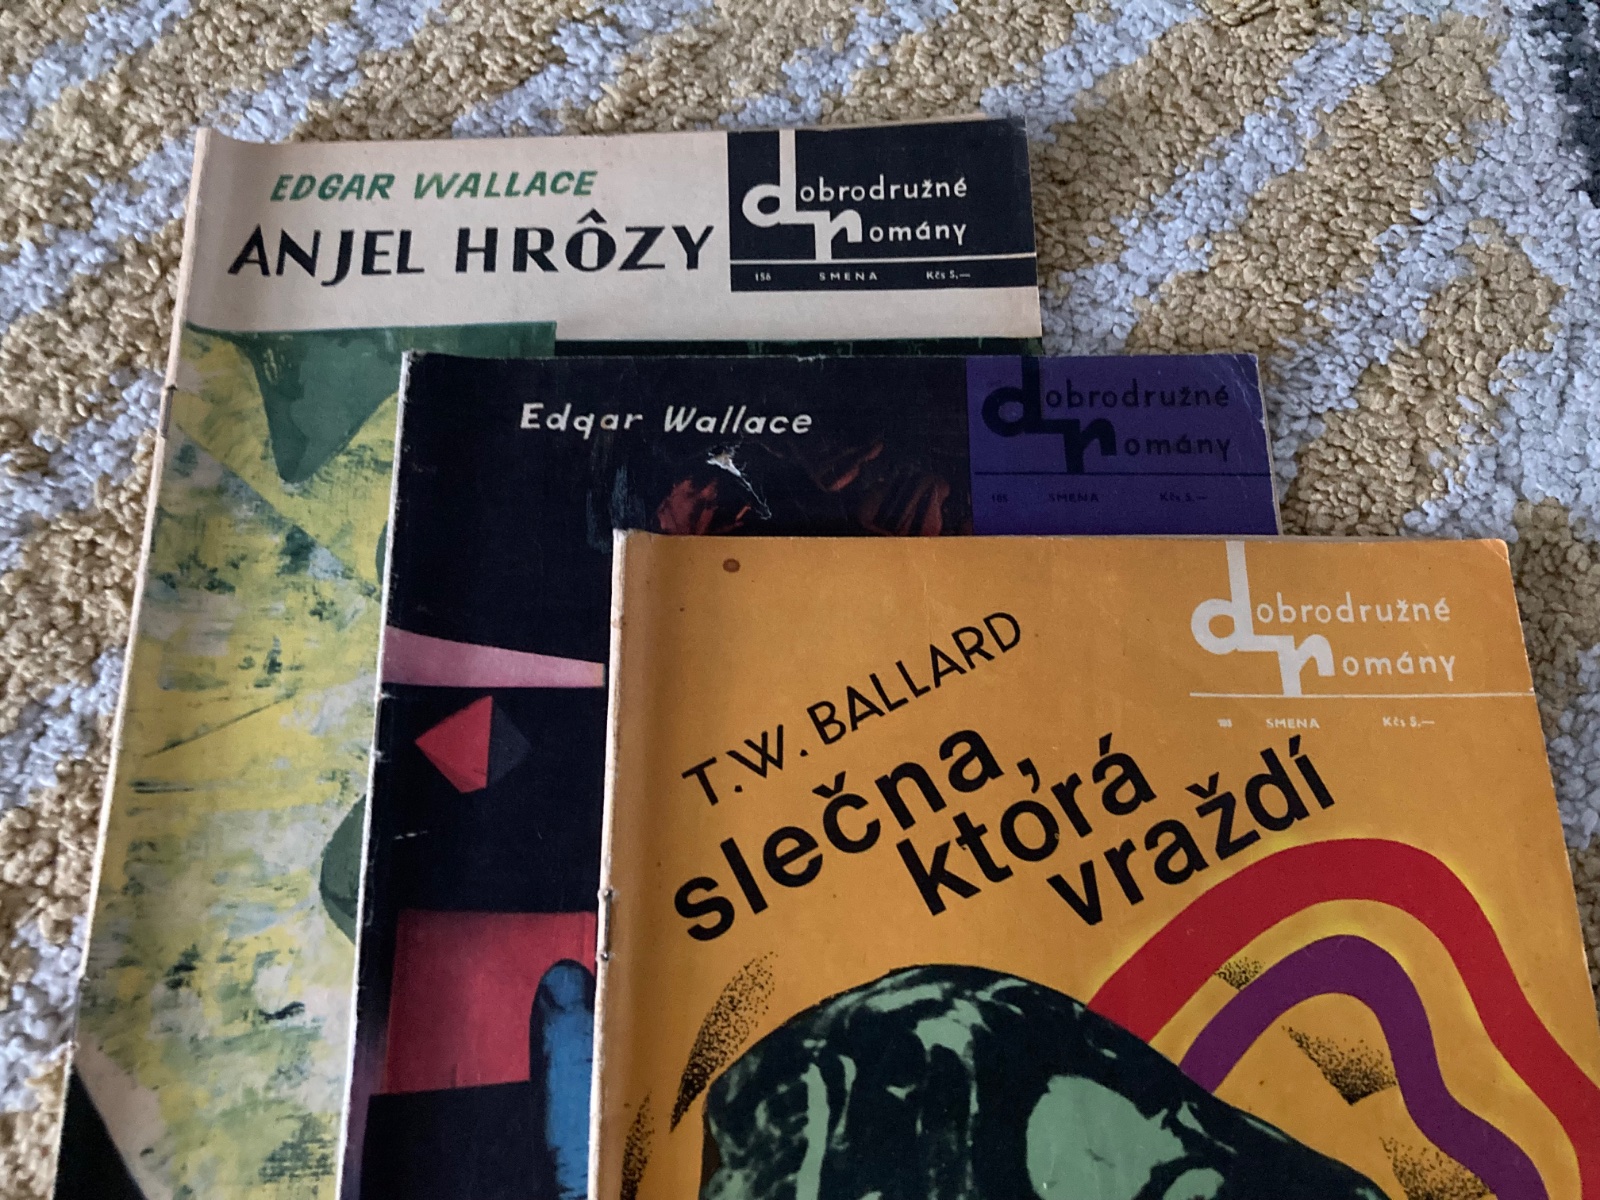 EDGAR WALLACE
ANJEL HRÔZY
dobrodružné
romány
156 SMENA Kčs 5,—
Edgar Wallace
dobrodružné
romány
SMENA Kčs 5.—
T.W. BALLARD
slečna,
ktorá
vraždí
dobrodružné
romány
SMENA Kčs 5,—